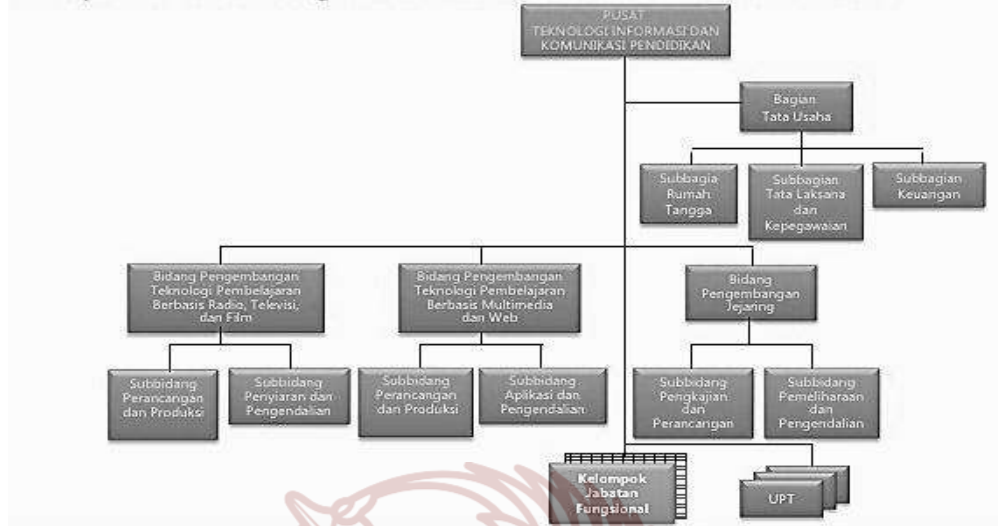 PUSAT
TEKNOLOGI INFORMASI DAN
KOMUNIKASI PENDIDIKAN
Bagian
Tata Usaha
Subbagia
Rumah
Tangga
Subbagian
Tata Laksana
dan
Kepegawaian
Subbagian
Keuangan
Bidang Pengembangan
Teknologi Pembelajaran
Berbasis Radio, Televisi,
dan Film
Bidang Pengembangan
Teknologi Pembelajaran
Berbasis Multimedia
dan Web
Bidang
Pengembangan
Jejaring
Subbidang
Perancangan
dan Produksi
Subbidang
Penyiaran dan
Pengendalian
Subbidang
Perancangan
dan Produksi
Subbidang
Aplikasi dan
Pengendalian
Subbidang
Pengkajian
dan
Perancangan
Subbidang
Pemeliharaan
dan
Pengendalian
Kelompok
Jabatan
Fungsional
UPT